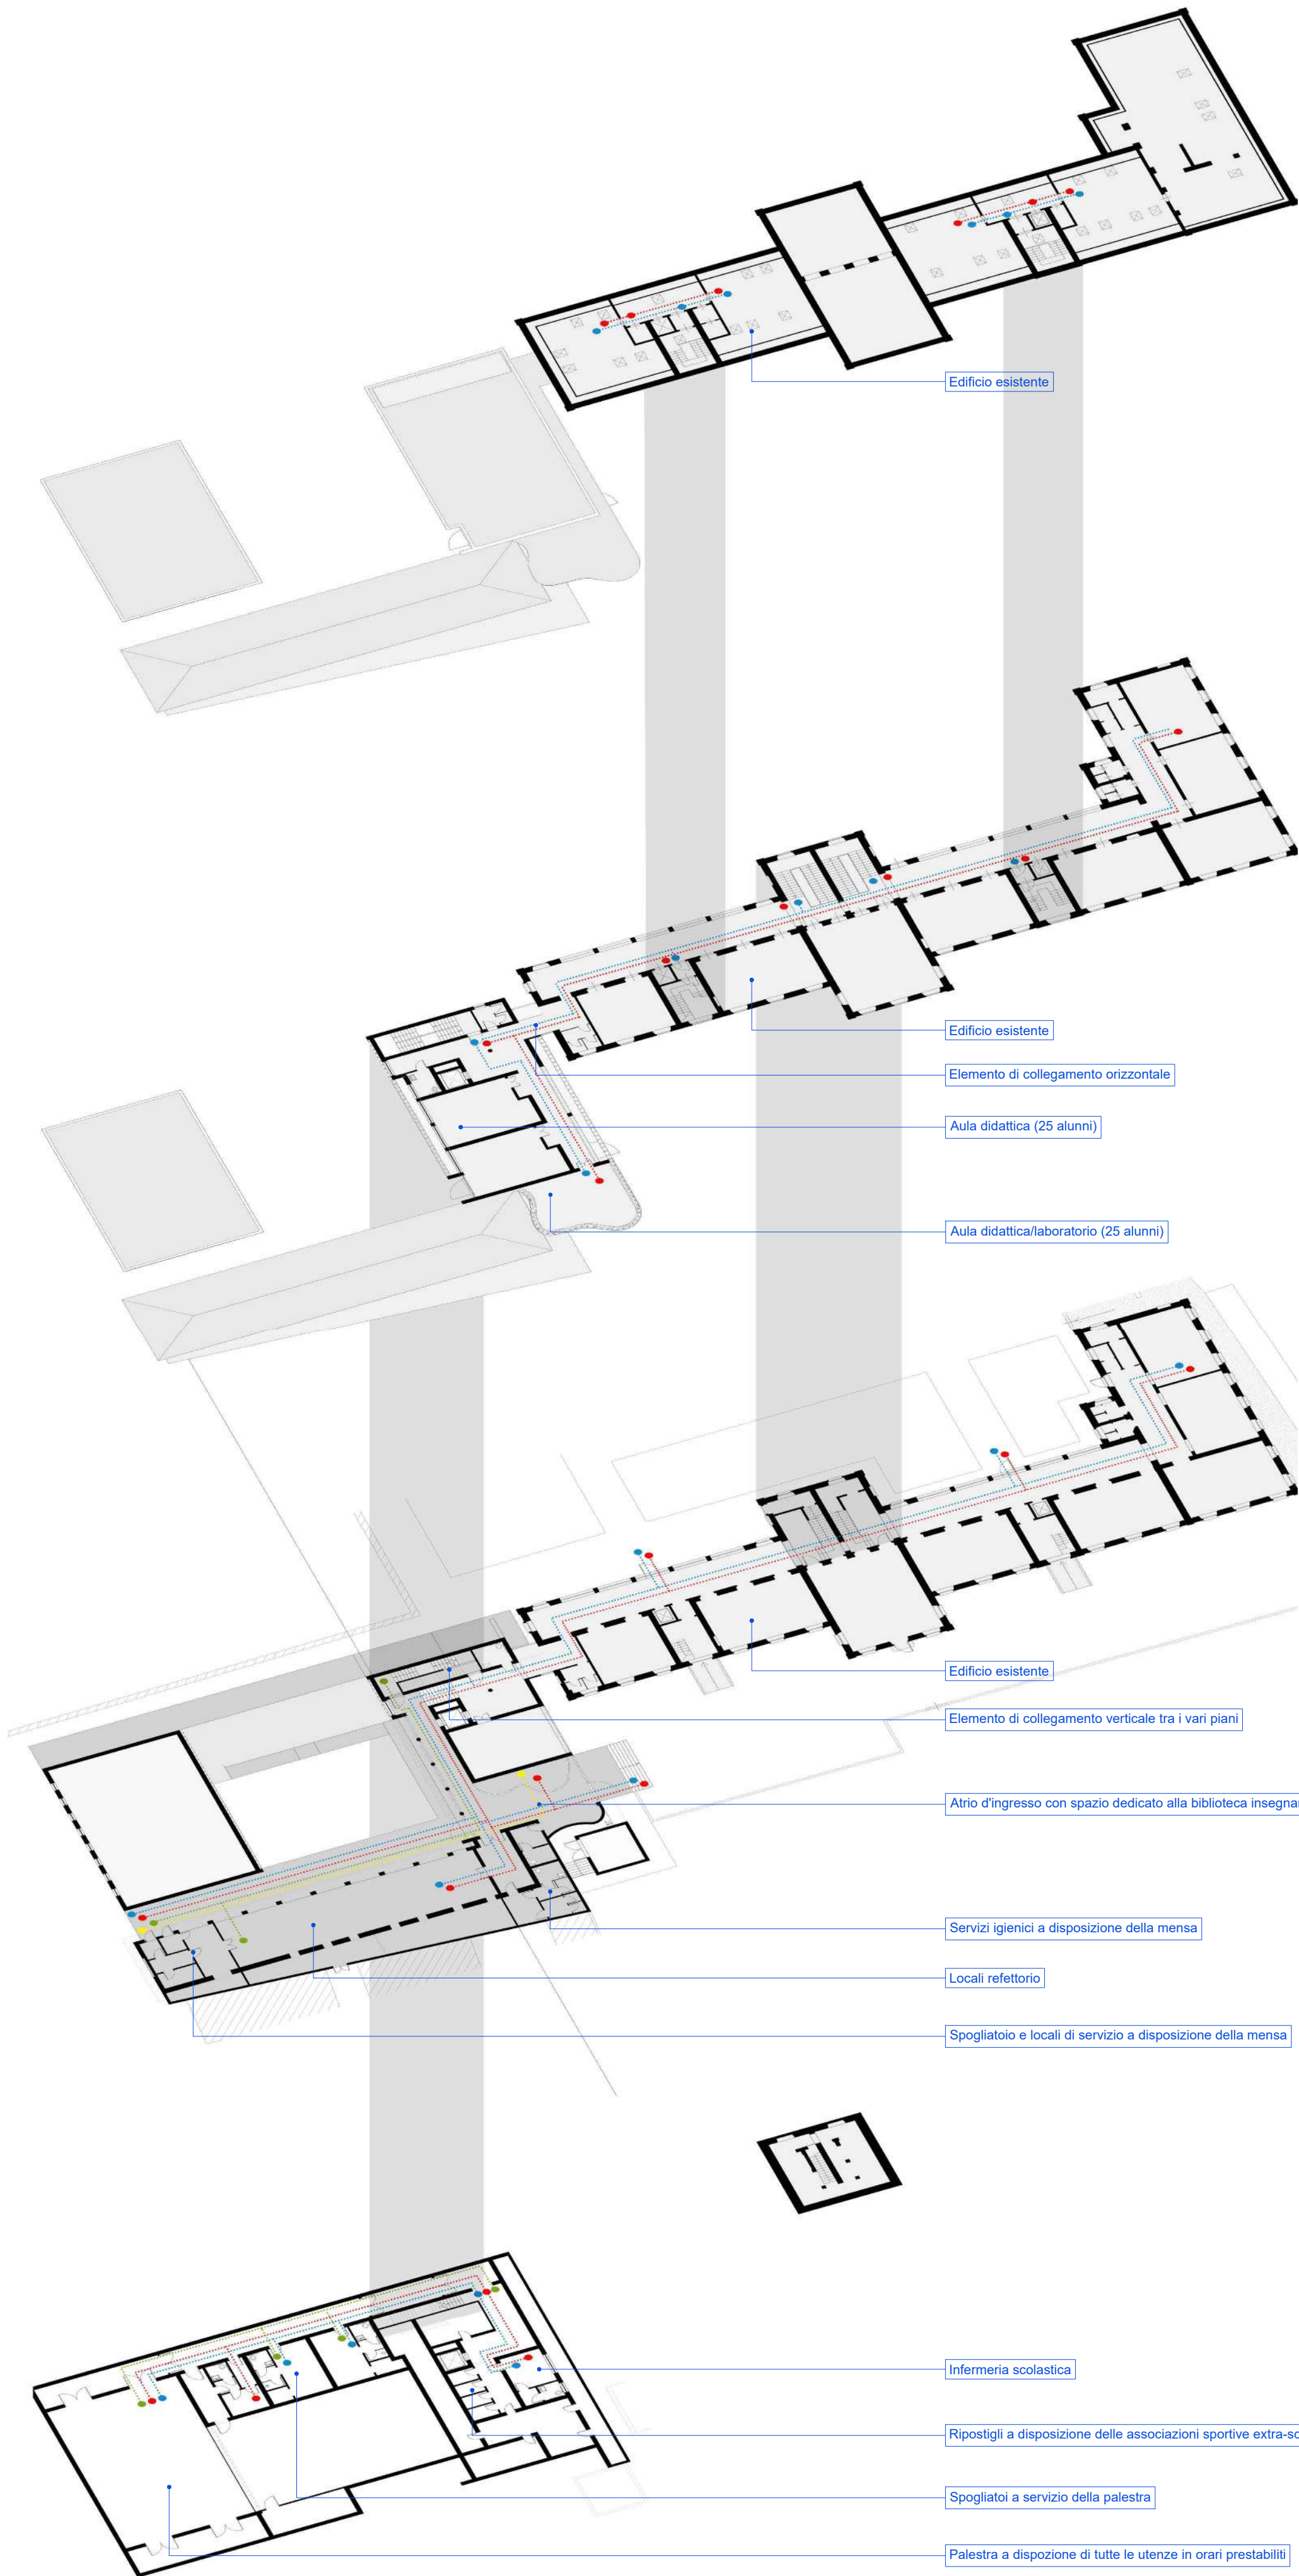 Edificio esistente
Edificio esistente
Elemento di collegamento orizzontale
Aula didattica (25 alunni)
Aula didattica/laboratorio (25 alunni)
Edificio esistente
Elemento di collegamento verticale tra i vari piani
Atrio d'ingresso con spazio dedicato alla biblioteca
Servizi igienici a disposizione della mensa
Locali refettorio
Spogliatoio e locali di servizio a disposizione della mensa
Infermeria scolastica
Ripostigli a disposizione delle associazioni sportive
Spogliatoi a servizio della palestra
Palestra a dispozione di tutte le utenze in orari prestabiliti